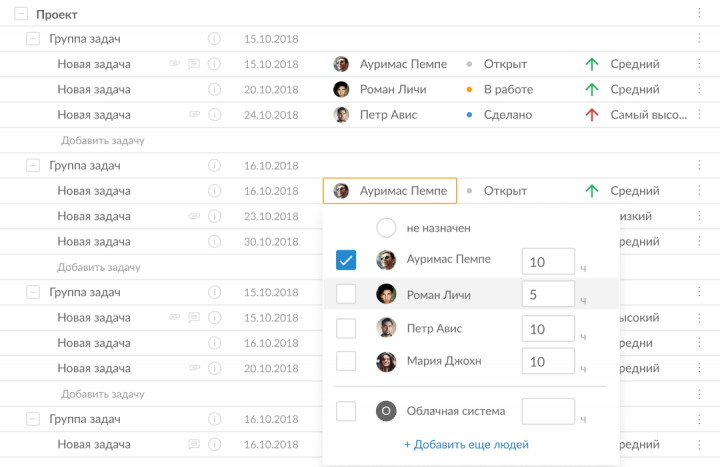 Проект
Группа задач 15.10.2018
Новая задача 15.10.2018 Ауримас Пемпе Открыт Средний
Новая задача 20.10.2018 Роман Личи В работе Средний
Новая задача 24.10.2018 Петр Авис Сделано Самый высо...
Добавить задачу
Группа задач 16.10.2018
Новая задача 16.10.2018 Ауримас Пемпе Открыт Средний
Новая задача 23.10.2018 изкий
не назначен
Новая задача 30.10.2018 редний
Ауримас Пемпе 10 ч
Добавить задачу
Группа задач 15.10.2018
Роман Личи 5 ч
Новая задача 15.10.2018 ысокий
Петр Авис 10 ч
Новая задача 16.10.2018 редни
Мария Джохн 10 ч
Новая задача 20.10.2018 редний
Добавить задачу
О Облачная система ч
Группа задач 16.10.2018
Новая задача 16.10.2018 редний
+ Добавить еще людей